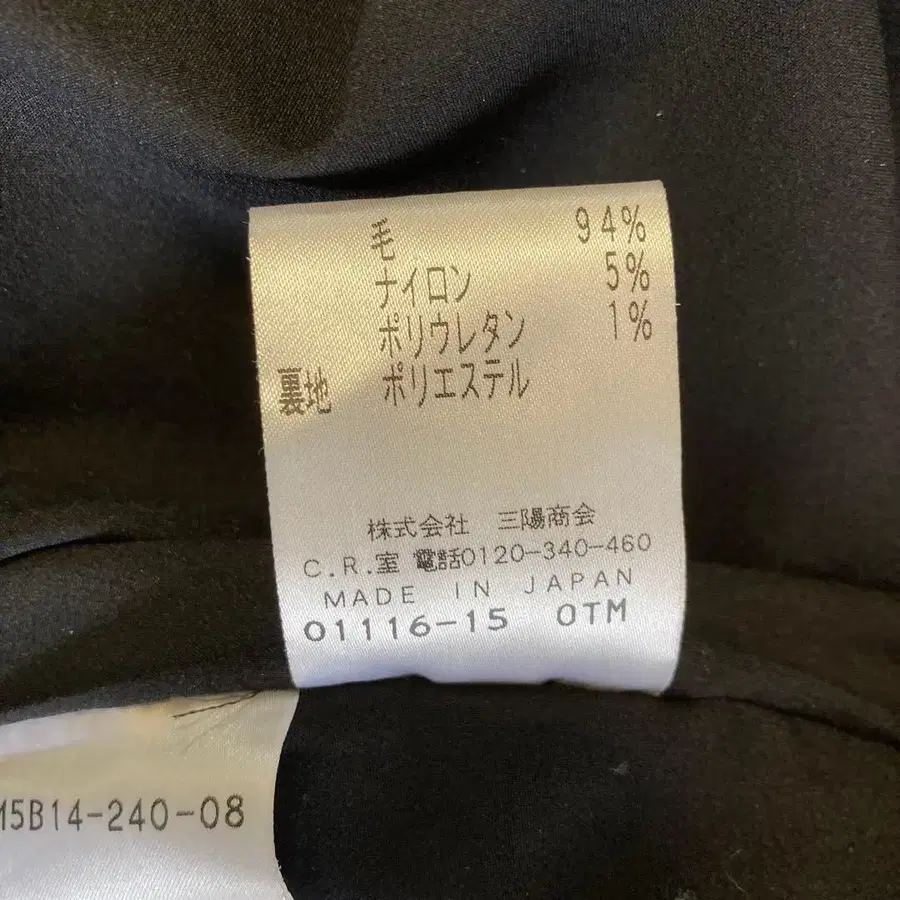 毛 94%
ナイロン 5%
ポリウレタン 1%
裏地 ポリエステル
株式会社 三陽商会
C.R.室 電話0120-340-460
MADE IN JAPAN
01116-15 OTM
M5B14-240-08